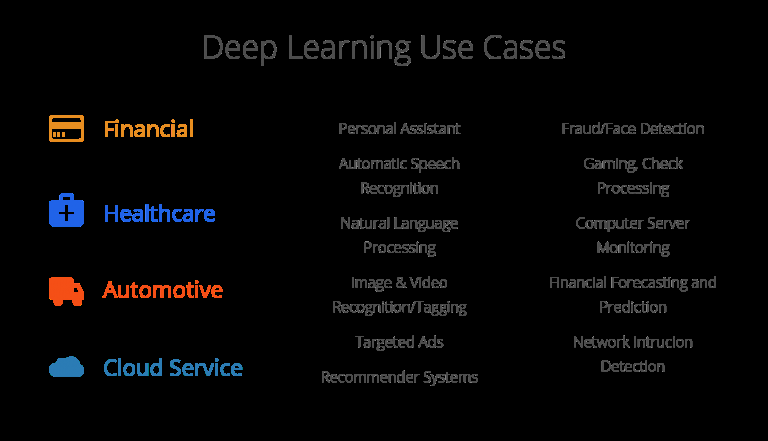 Deep Learning Use Cases
Financial
Healthcare
Automotive
Cloud Service
Personal Assistant
Automatic Speech
Recognition
Natural Language
Processing
Image & Video
Recognition/Tagging
Targeted Ads
Recommender Systems
Fraud/Face Detection
Gaming, Check
Processing
Computer Server
Monitoring
Financial Forecasting and
Prediction
Network Intrucion
Detection